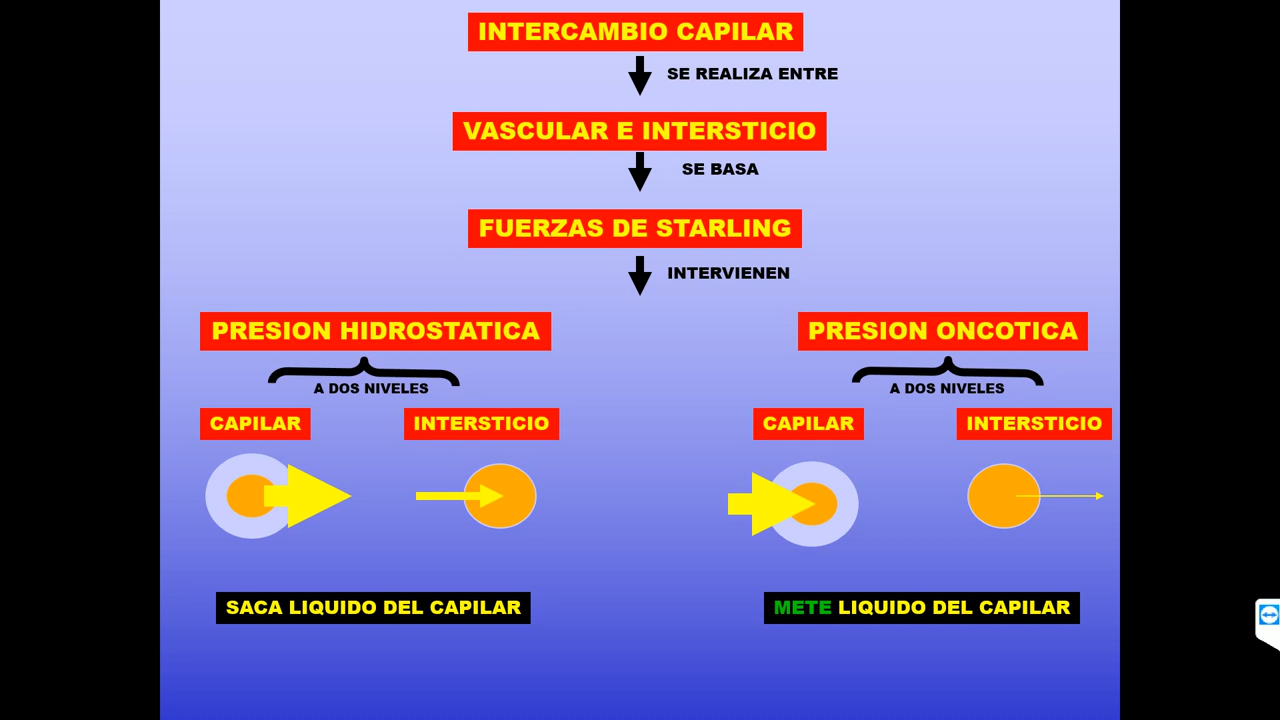 INTERCAMBIO CAPILAR
SE REALIZA ENTRE
VASCULAR E INTERSTICIO
SE BASA
FUERZAS DE STARLING
INTERVIENEN
PRESION HIDROSTATICA
PRESION ONCOTICA
A DOS NIVELES
A DOS NIVELES
CAPILAR
INTERSTICIO
CAPILAR
INTERSTICIO
SACA LIQUIDO DEL CAPILAR
METE LIQUIDO DEL CAPILAR